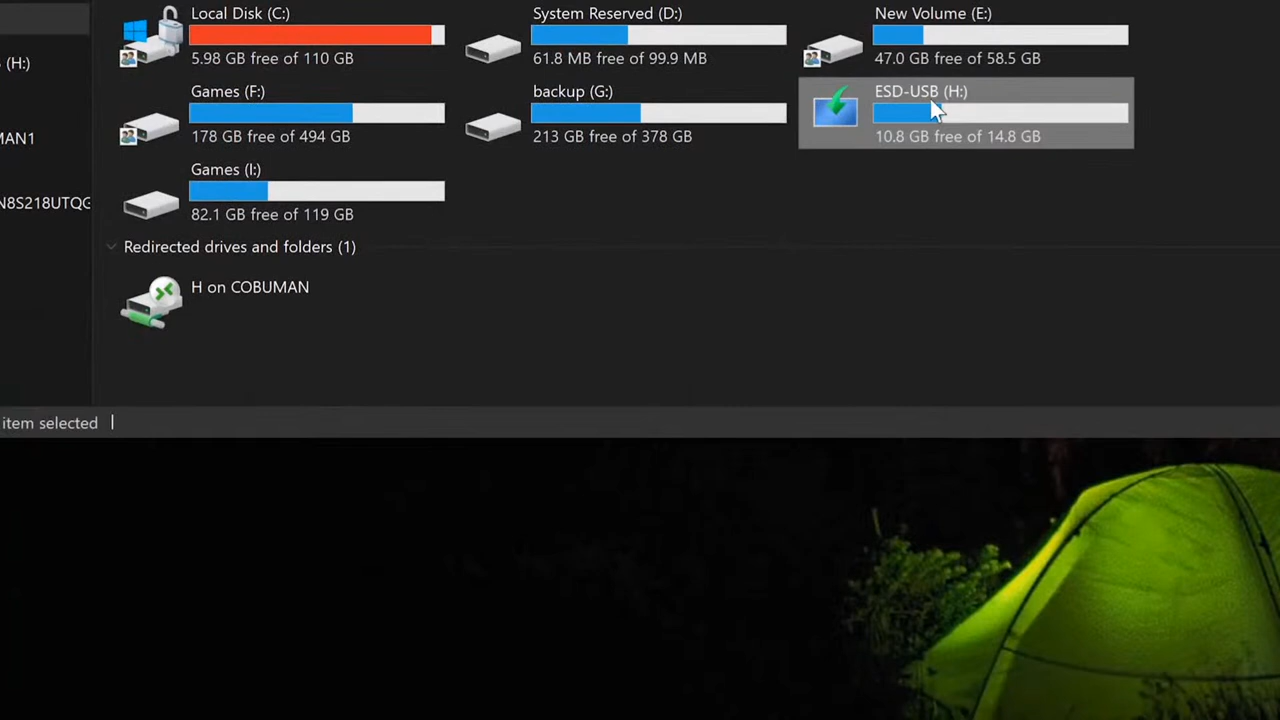 Local Disk (C:)
5.98 GB free of 110 GB
System Reserved (D:)
61.8 MB free of 99.9 MB
New Volume (E:)
47.0 GB free of 58.5 GB
(H:)
Games (F:)
178 GB free of 494 GB
backup (G:)
213 GB free of 378 GB
ESD-USB (H:)
10.8 GB free of 14.8 GB
MAN1
Games (I:)
82.1 GB free of 119 GB
N8S218UTQG
Redirected drives and folders (1)
H on COBUMAN
item selected